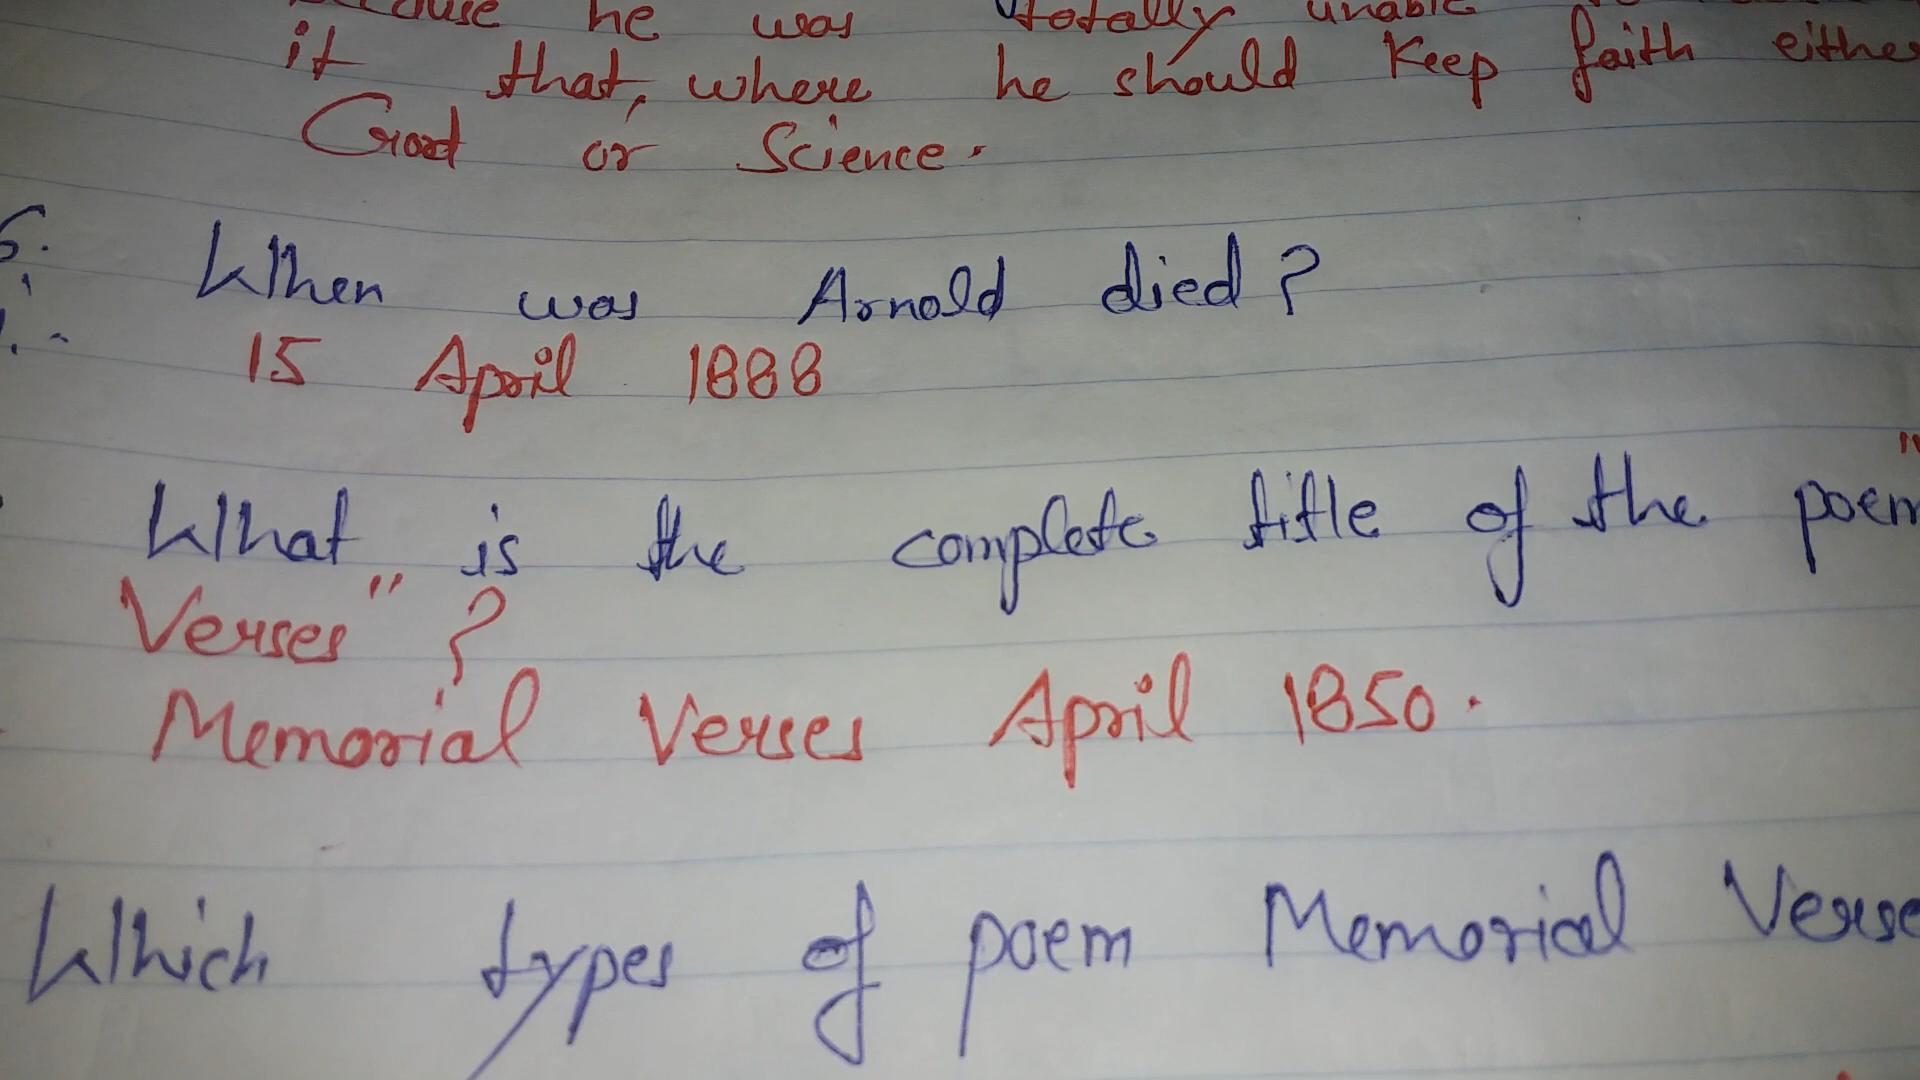 he was totally unable
it that, where he should Keep faith either
God or Science.
6. When was Arnold died?
15 April 1888
What is the complete title of the poem "
Verses"?
Memorial Verses April 1850.
Which types of poem Memorial Verse